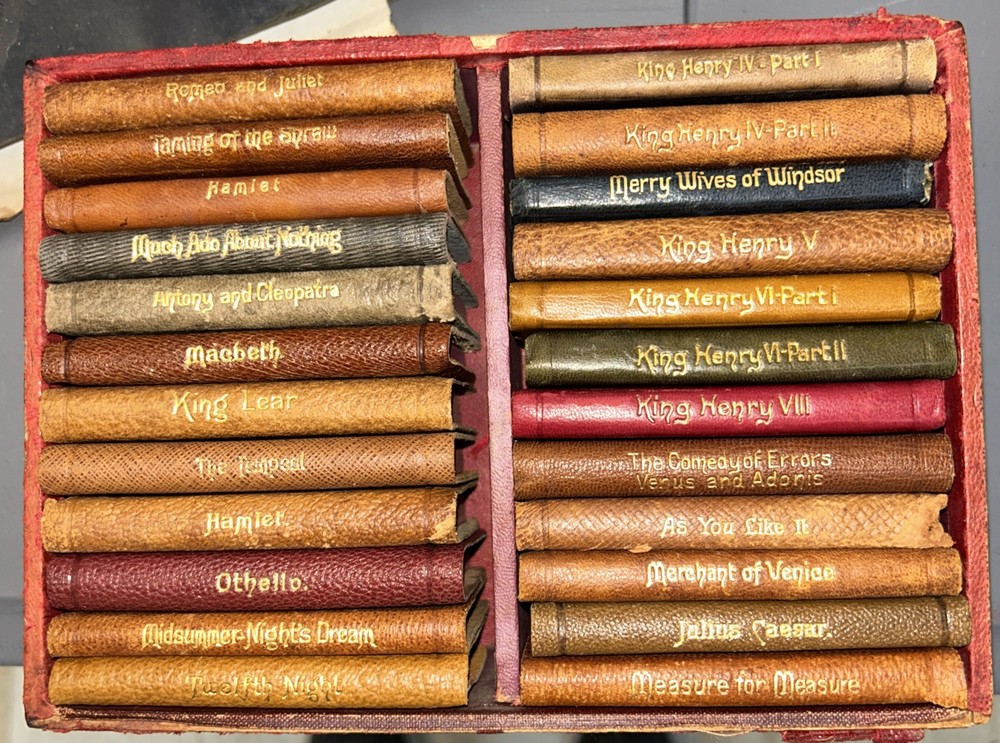 Romeo and Juliet
Taming of the Shrew
Hamlet
Much Ado About Nothing
Antony and Cleopatra
Macbeth.
King Lear
The Tempest
Hamlet.
Othello.
Midsummer-Night's Dream
Twelfth Night
King Henry IV-Part I
King Henry IV-Part II
Merry Wives of Windsor
King Henry V
King Henry VI-Part I
King Henry VI-Part II
King Henry VIII
The Comedy of Errors
Venus and Adonis
As You Like It
Merchant of Venice
Julius Caesar.
Measure for Measure